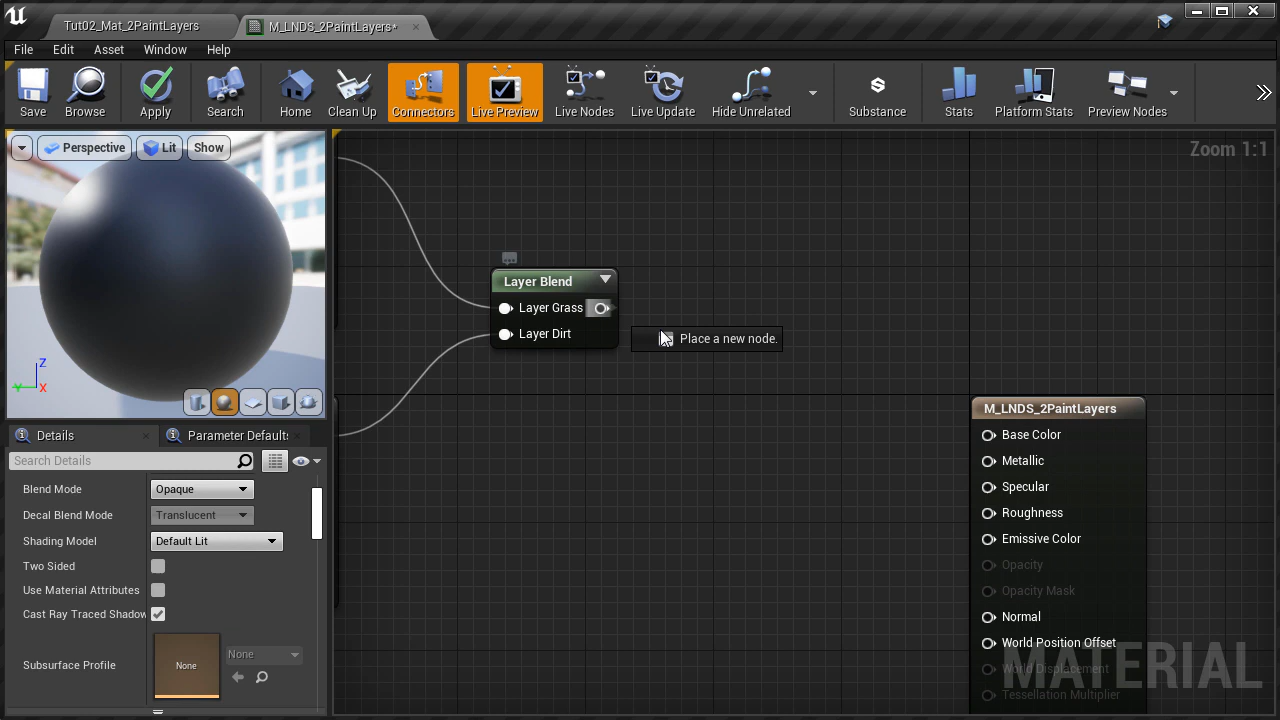 Tut02_Mat_2PaintLayers
M_LNDS_2PaintLayers*
File Edit Asset Window Help
Save Browse Apply Search Home Clean Up Connectors Live Preview Live Nodes Live Update Hide Unrelated Substance Stats Platform Stats Preview Nodes
Perspective Lit Show
Zoom 1:1
Layer Blend
Layer Grass
Layer Dirt
Place a new node.
Z
Y
X
M_LNDS_2PaintLayers
Base Color
Metallic
Specular
Roughness
Emissive Color
Opacity
Opacity Mask
Normal
World Position Offset
World Displacement
Tessellation Multiplier
MATERIAL
Details
Parameter Defaults
Search Details
Blend Mode Opaque
Decal Blend Mode Translucent
Shading Model Default Lit
Two Sided
Use Material Attributes
Cast Ray Traced Shadow
Subsurface Profile None None